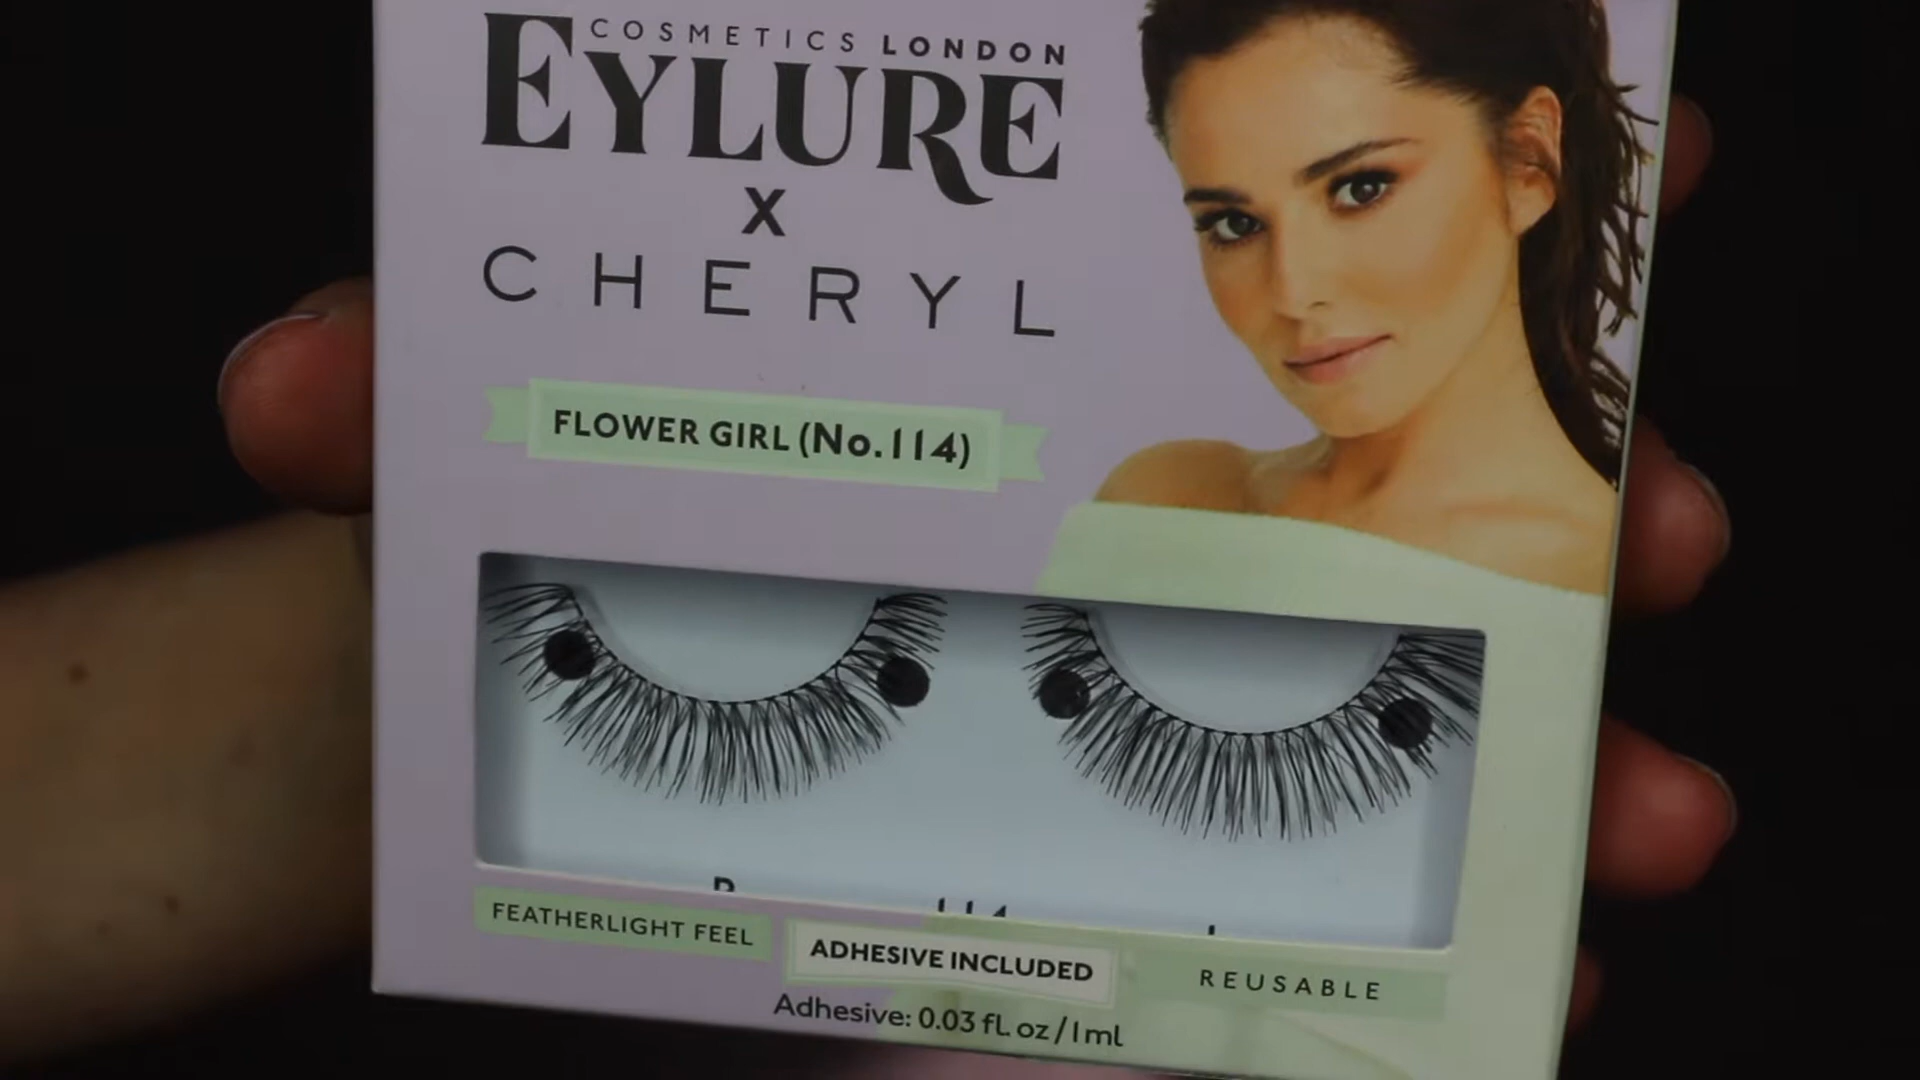 COSMETICS LONDON
EYLURE
X
CHERYL
FLOWER GIRL (No.114)
FEATHERLIGHT FEEL
ADHESIVE INCLUDED
REUSABLE
Adhesive: 0.03 fl. oz / 1 ml